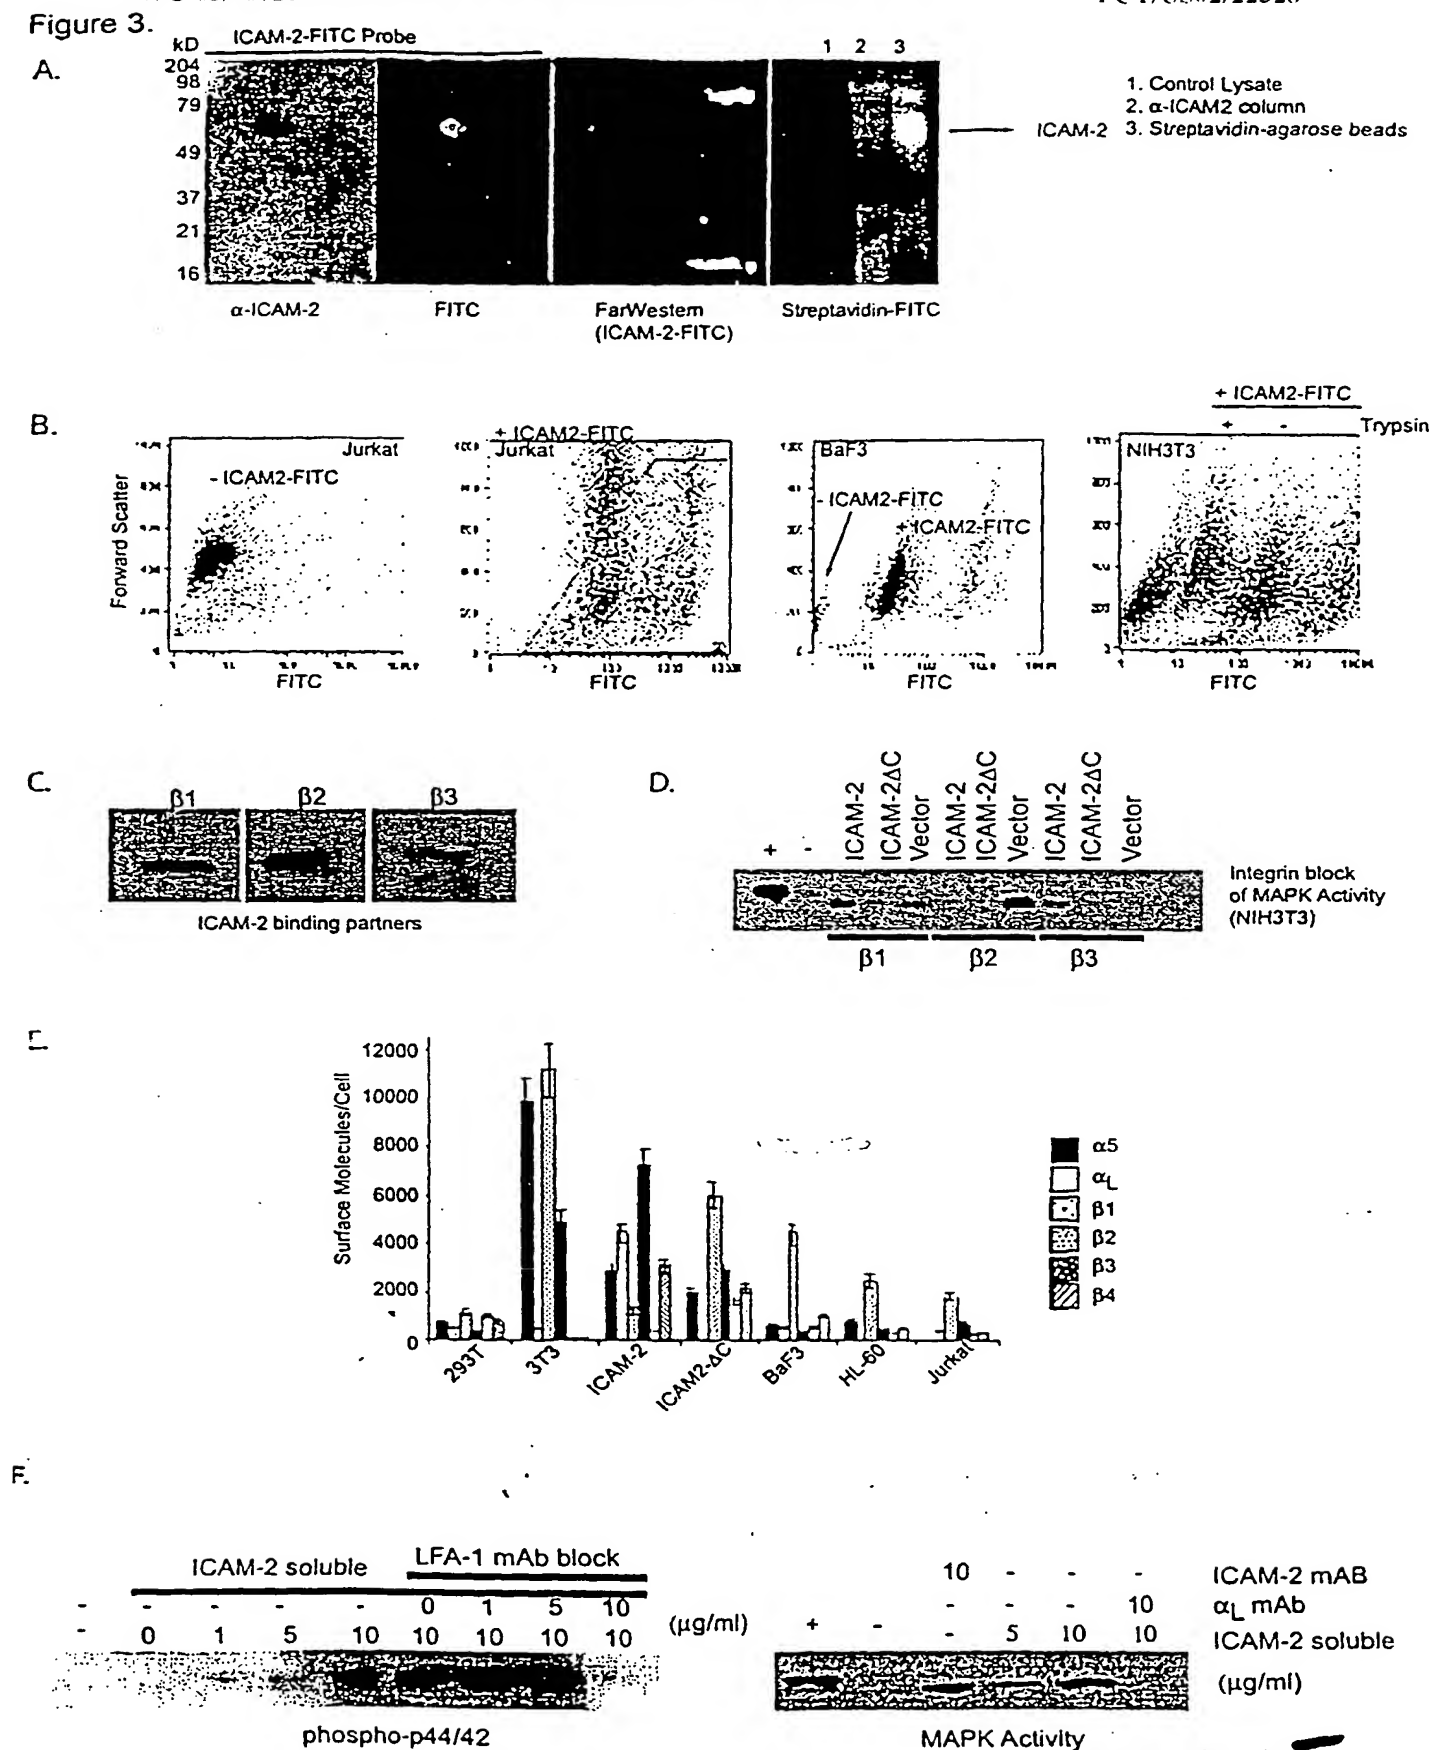 Figure 3.
A.
kD
ICAM-2-FITC Probe
1 2 3
204
98
79
49
37
21
16
1. Control Lysate
2. α-ICAM2 column
3. Streptavidin-agarose beads
ICAM-2
α-ICAM-2
FITC
FarWestern
(ICAM-2-FITC)
Streptavidin-FITC
B.
Forward Scatter
Jurkat
- ICAM2-FITC
FITC
+ ICAM2-FITC
Jurkat
FITC
BaF3
- ICAM2-FITC
+ ICAM2-FITC
FITC
+ ICAM2-FITC
+ - Trypsin
NIH3T3
FITC
C.
β1 β2 β3
ICAM-2 binding partners
D.
+ - ICAM-2 ICAM-2ΔC Vector ICAM-2 ICAM-2ΔC Vector ICAM-2 ICAM-2ΔC Vector
Integrin block
of MAPK Activity
(NIH3T3)
β1 β2 β3
E.
Surface Molecules/Cell
12000
10000
8000
6000
4000
2000
0
293T
3T3
ICAM-2
ICAM2-ΔC
BaF3
HL-60
Jurkat
α5
αL
β1
β2
β3
β4
F.
ICAM-2 soluble
LFA-1 mAb block
- - - - - 0 1 5 10
- 0 1 5 10 10 10 10 10
(μg/ml)
phospho-p44/42
10 - - - ICAM-2 mAB
- - - 10 αL mAb
+ - - 5 10 10 ICAM-2 soluble
(μg/ml)
MAPK Activity